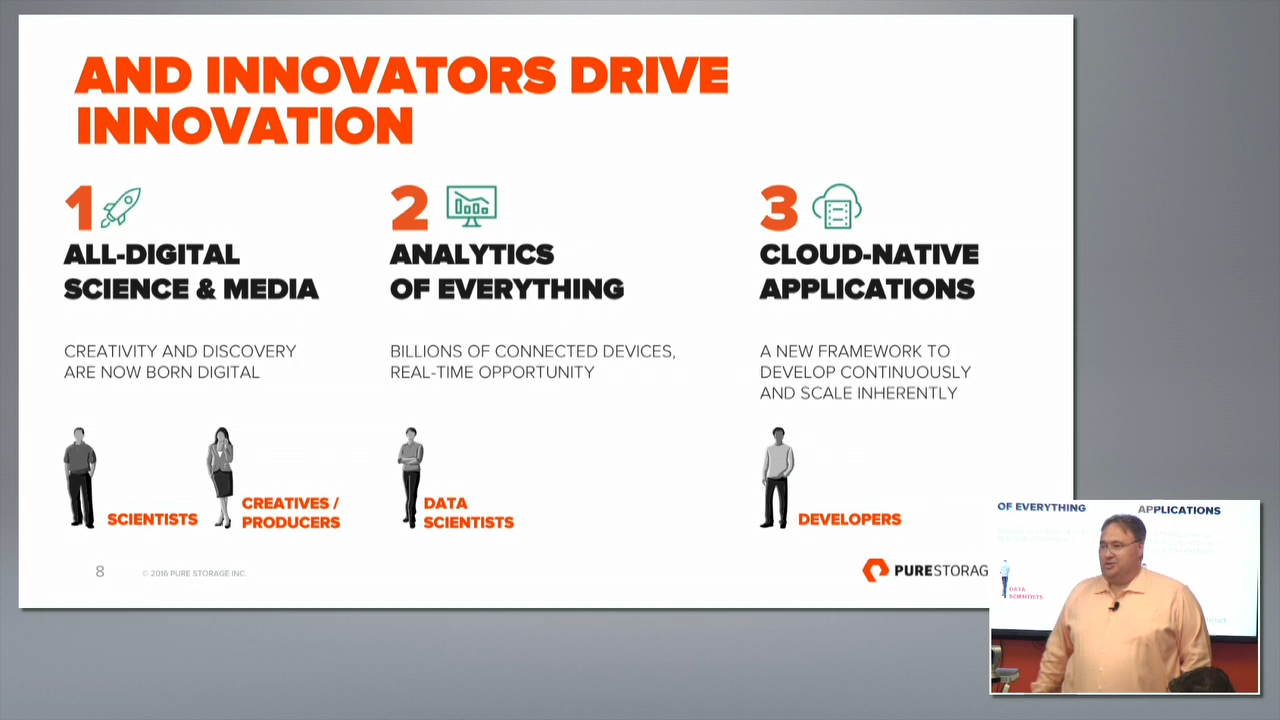 AND INNOVATORS DRIVE
INNOVATION
1
ALL-DIGITAL
SCIENCE & MEDIA
CREATIVITY AND DISCOVERY
ARE NOW BORN DIGITAL
SCIENTISTS
CREATIVES /
PRODUCERS
2
ANALYTICS
OF EVERYTHING
BILLIONS OF CONNECTED DEVICES,
REAL-TIME OPPORTUNITY
DATA
SCIENTISTS
3
CLOUD-NATIVE
APPLICATIONS
A NEW FRAMEWORK TO
DEVELOP CONTINUOUSLY
AND SCALE INHERENTLY
DEVELOPERS
8
© 2016 PURE STORAGE INC.
PURESTORAG
OF EVERYTHING
APPLICATIONS
DATA
SCIENTISTS